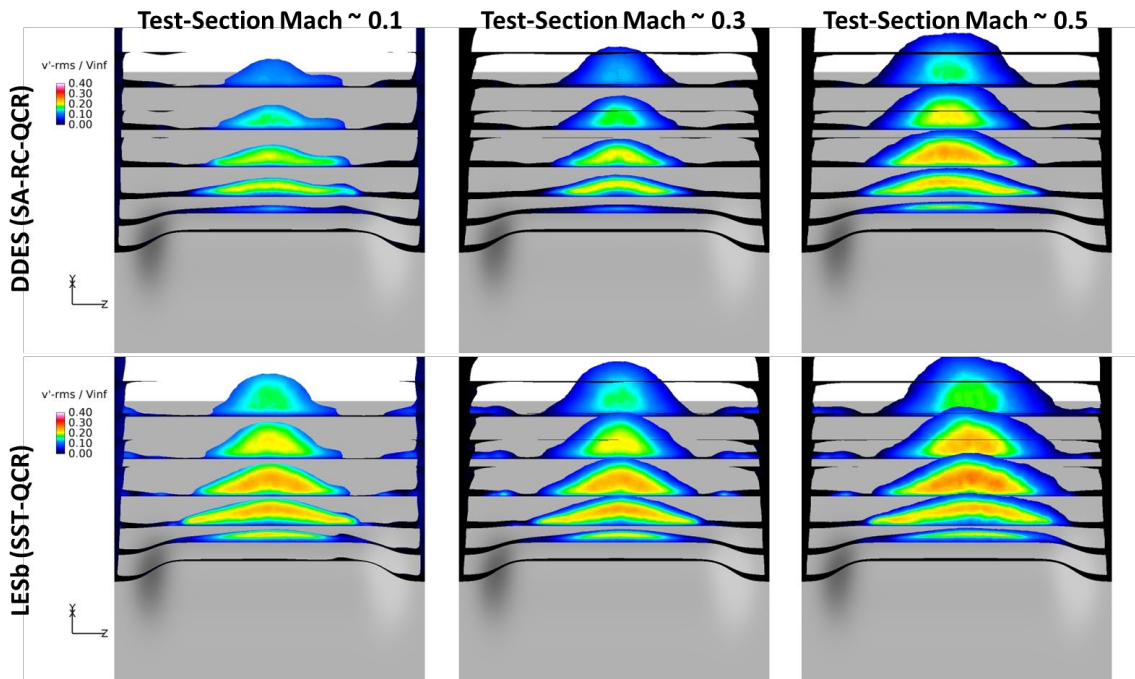 Test-Section Mach ~ 0.1 Test-Section Mach ~ 0.3 Test-Section Mach ~ 0.5
DDES (SA-RC-QCR)
v'-rms / Vinf
0.40
0.30
0.20
0.10
0.00
Y
X
Z
LESb (SST-QCR)
v'-rms / Vinf
0.40
0.30
0.20
0.10
0.00
Y
X
Z